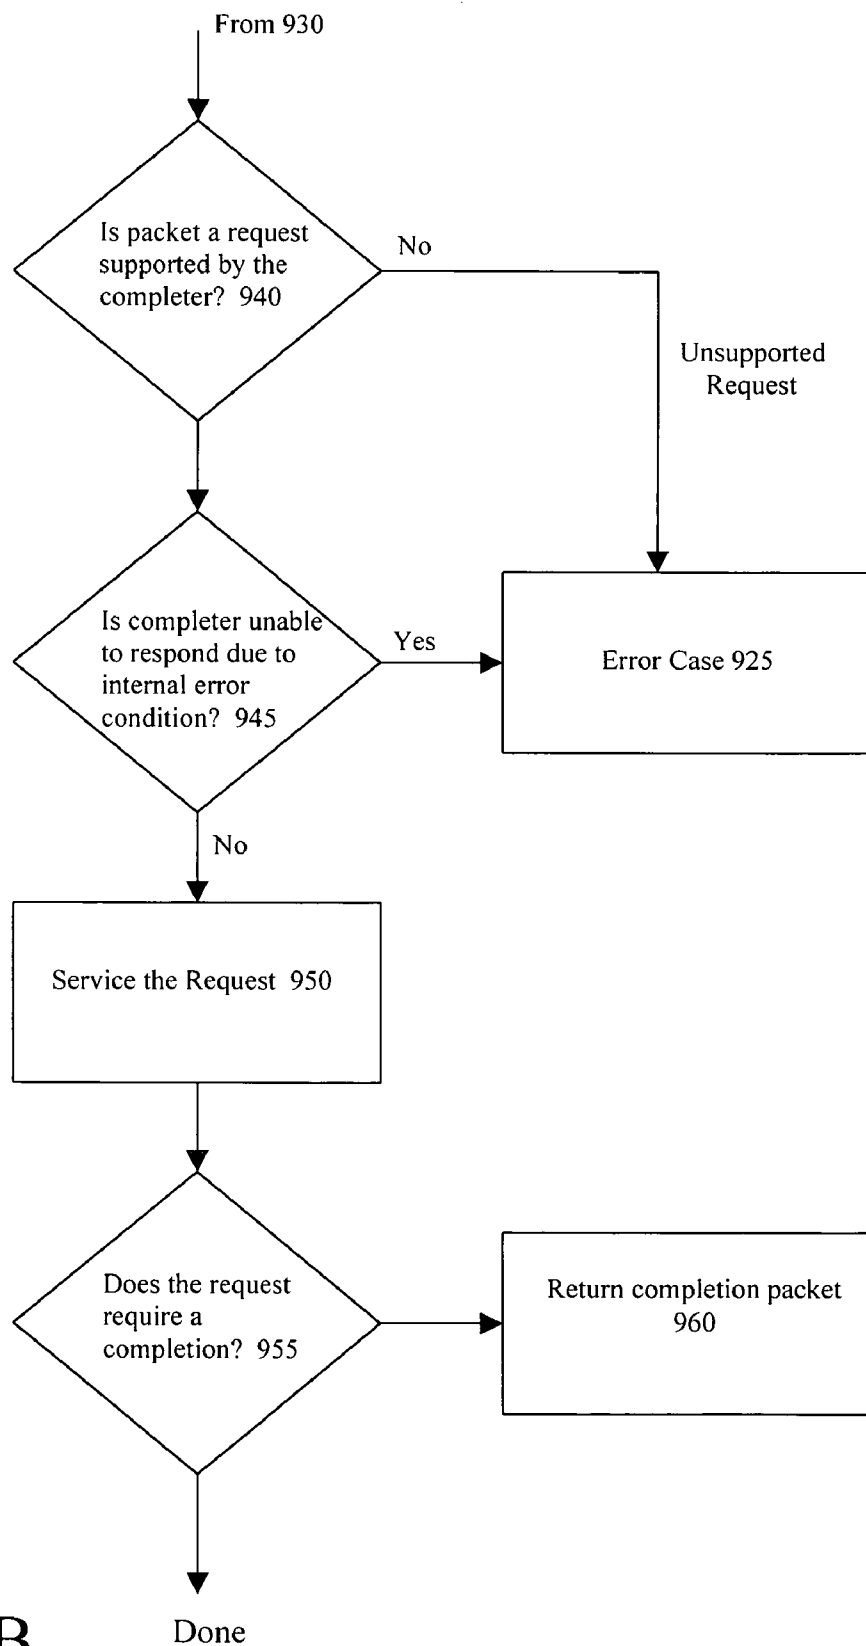 From 930
Is packet a request
supported by the
completer? 940
No
Unsupported
Request
Is completer unable
to respond due to
internal error
condition? 945
Yes
Error Case 925
No
Service the Request 950
Does the request
require a
completion? 955
Return completion packet
960
B
Done